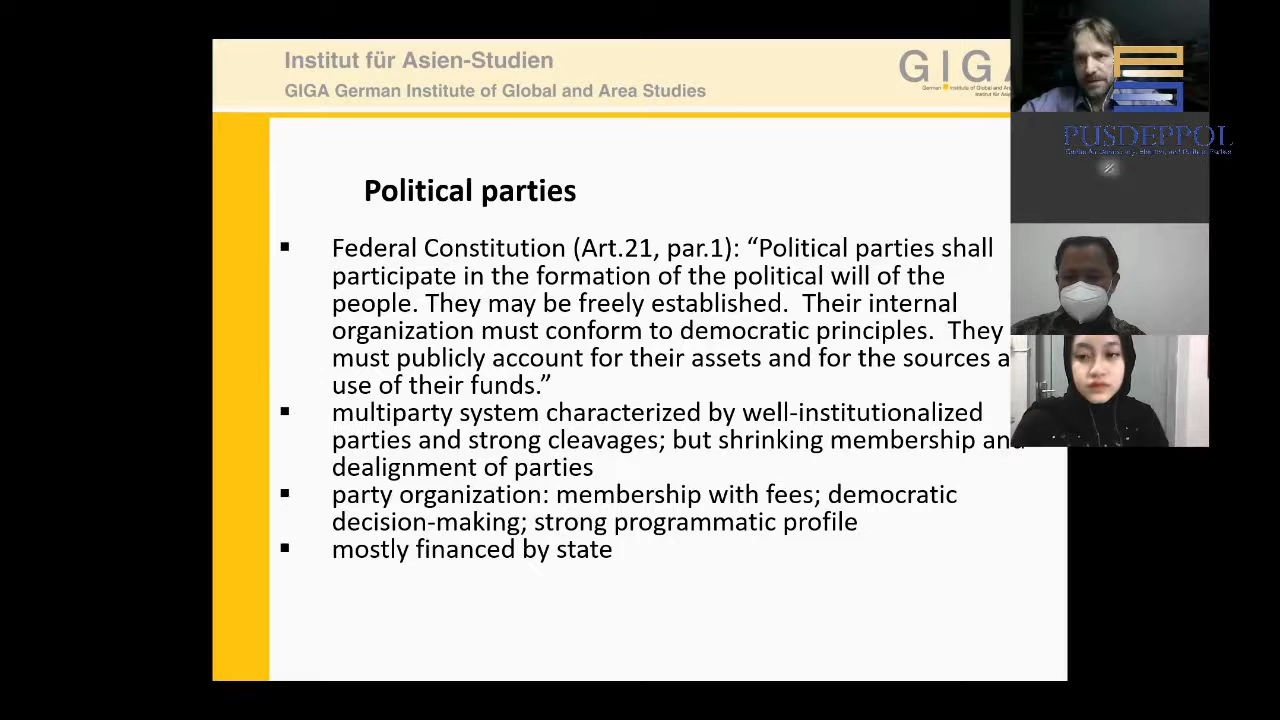 Institut für Asien-Studien
GIGA German Institute of Global and Area Studies
GIGA
PUSDEPPOL
Political parties
▪ Federal Constitution (Art.21, par.1): “Political parties shall
participate in the formation of the political will of the
people. They may be freely established. Their internal
organization must conform to democratic principles. They
must publicly account for their assets and for the sources a
use of their funds.”
▪ multiparty system characterized by well-institutionalized
parties and strong cleavages; but shrinking membership and
dealignment of parties
▪ party organization: membership with fees; democratic
decision-making; strong programmatic profile
▪ mostly financed by state